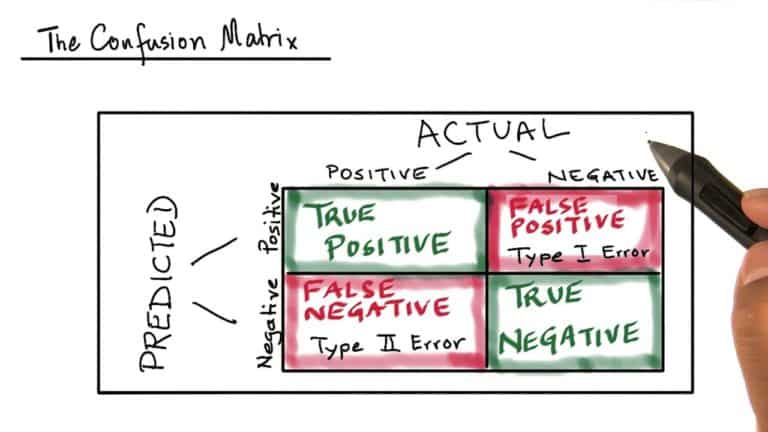 The Confusion Matrix
ACTUAL
POSITIVE
NEGATIVE
PREDICTED
Positive
Negative
TRUE
POSITIVE
FALSE
POSITIVE
Type I Error
FALSE
NEGATIVE
Type II Error
TRUE
NEGATIVE